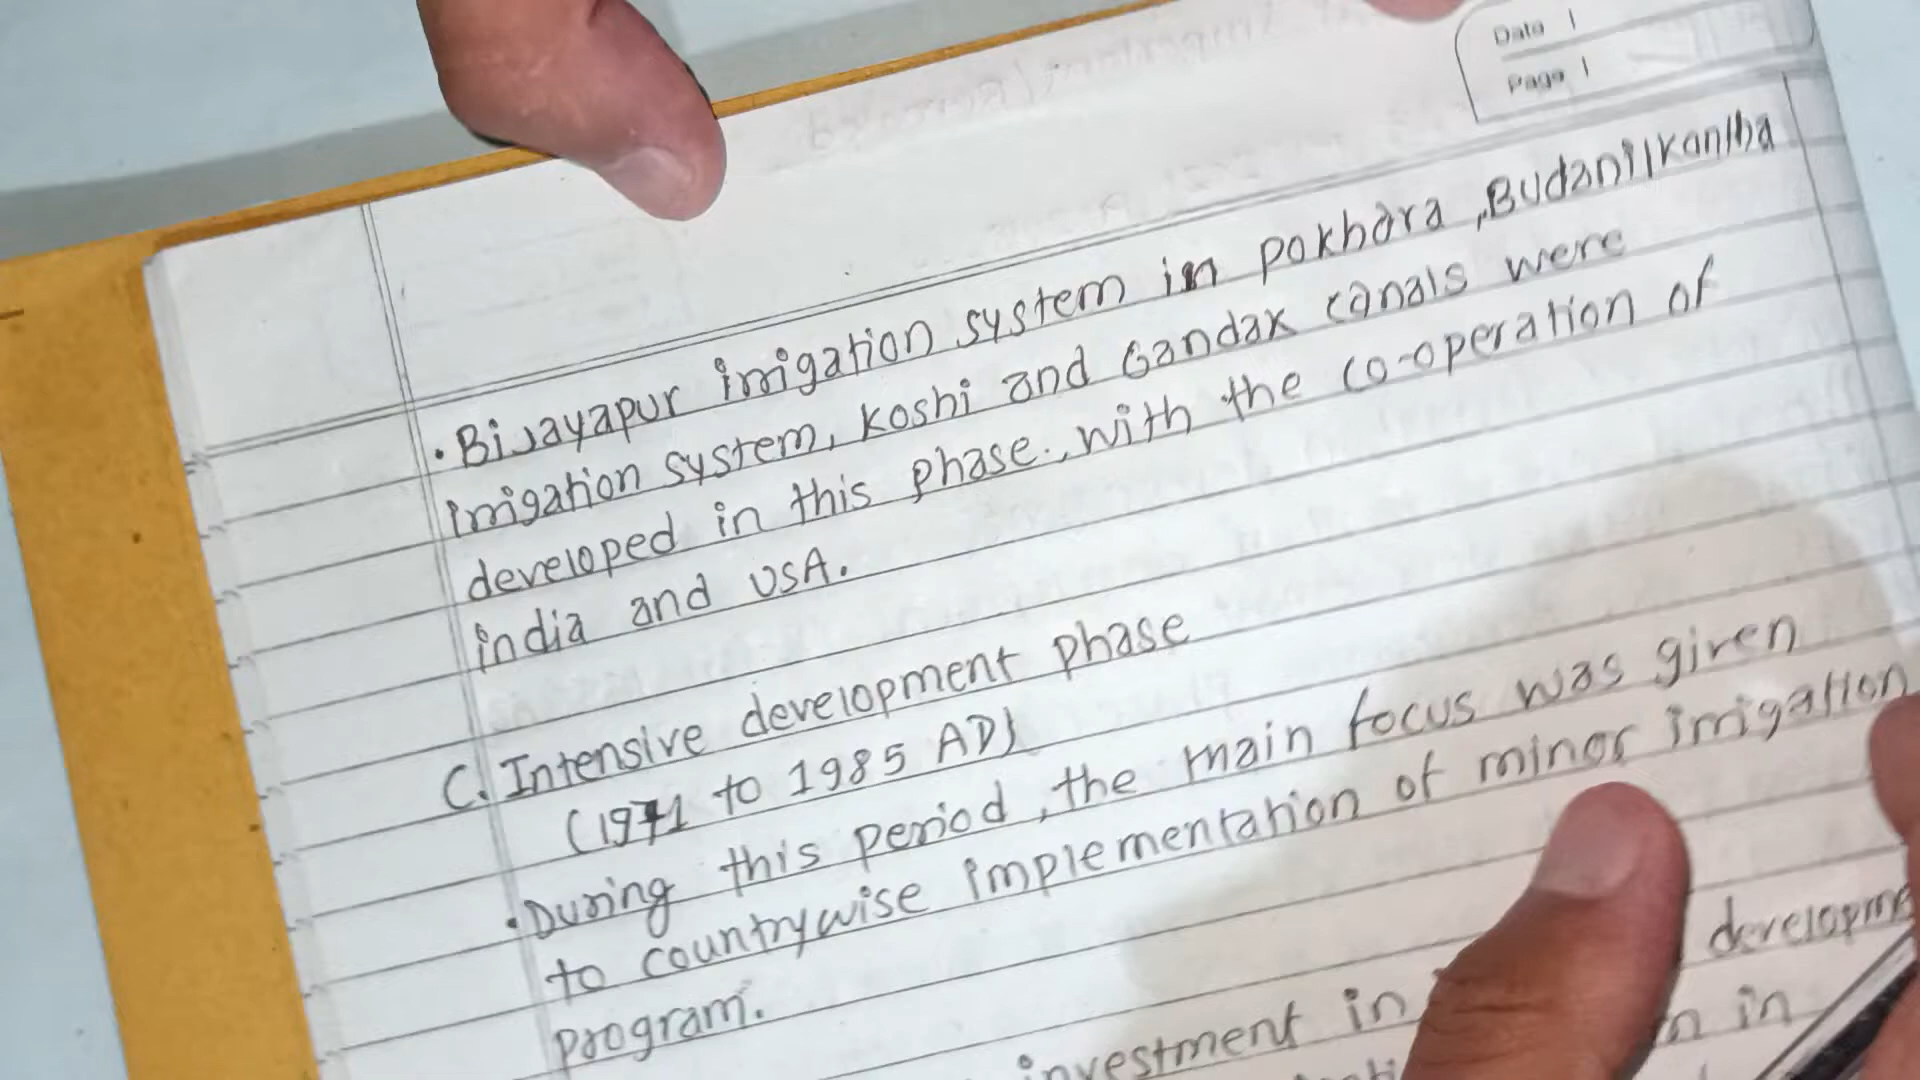 Date
Page
• Bijayapur irrigation system in pokhara, Budanilkantha
irrigation system, koshi and Gandak canals were
developed in this phase., with the co-operation of
india and USA.
C. Intensive development phase
(1971 to 1985 AD)
• During this period, the main focus was given
to countrywise implementation of minor irrigation
program.
investment in in